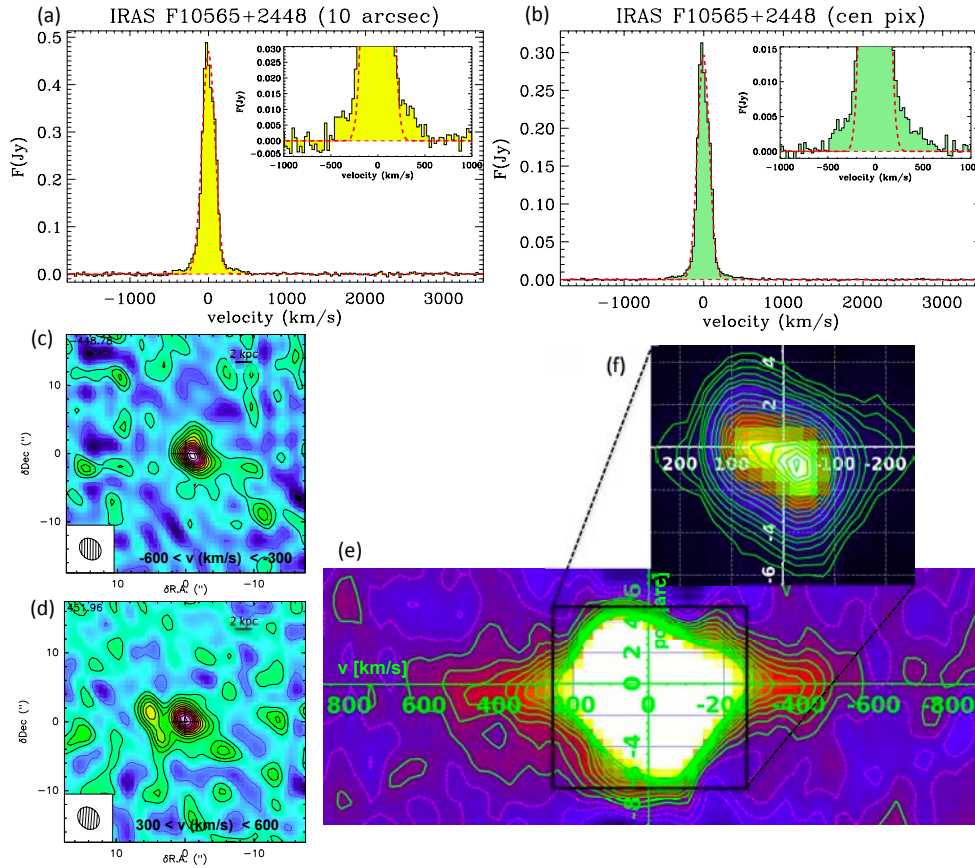 (a) IRAS F10565+2448 (10 arcsec)
0.5
0.4
0.3
0.2
0.1
0.0
F(Jy)
-1000 0 1000 2000 3000
velocity (km/s)
0.030
0.025
0.020
0.015
0.010
0.005
0.000
-0.005
F(Jy)
-1000 -500 0 500 1000
velocity (km/s)
(b) IRAS F10565+2448 (cen pix)
0.30
0.25
0.20
0.15
0.10
0.05
0.00
F(Jy)
-1000 0 1000 2000 3000
velocity (km/s)
0.015
0.010
0.005
0.000
F(Jy)
-1000 -500 0 500 1000
velocity (km/s)
(c)
-448.78
2 kpc
10
0
-10
δDec (")
-600 < v (km/s) < -300
10 0 -10
δR.A. (")
(d)
451.96
2 kpc
10
0
-10
δDec (")
300 < v (km/s) < 600
10 0 -10
δR.A. (")
(f)
4
2
200 100 -100 -200
-4
-6
(e)
v [km/s]
4
2
0
800 600 400 0 -200 -400 -600 -800
-4
-8